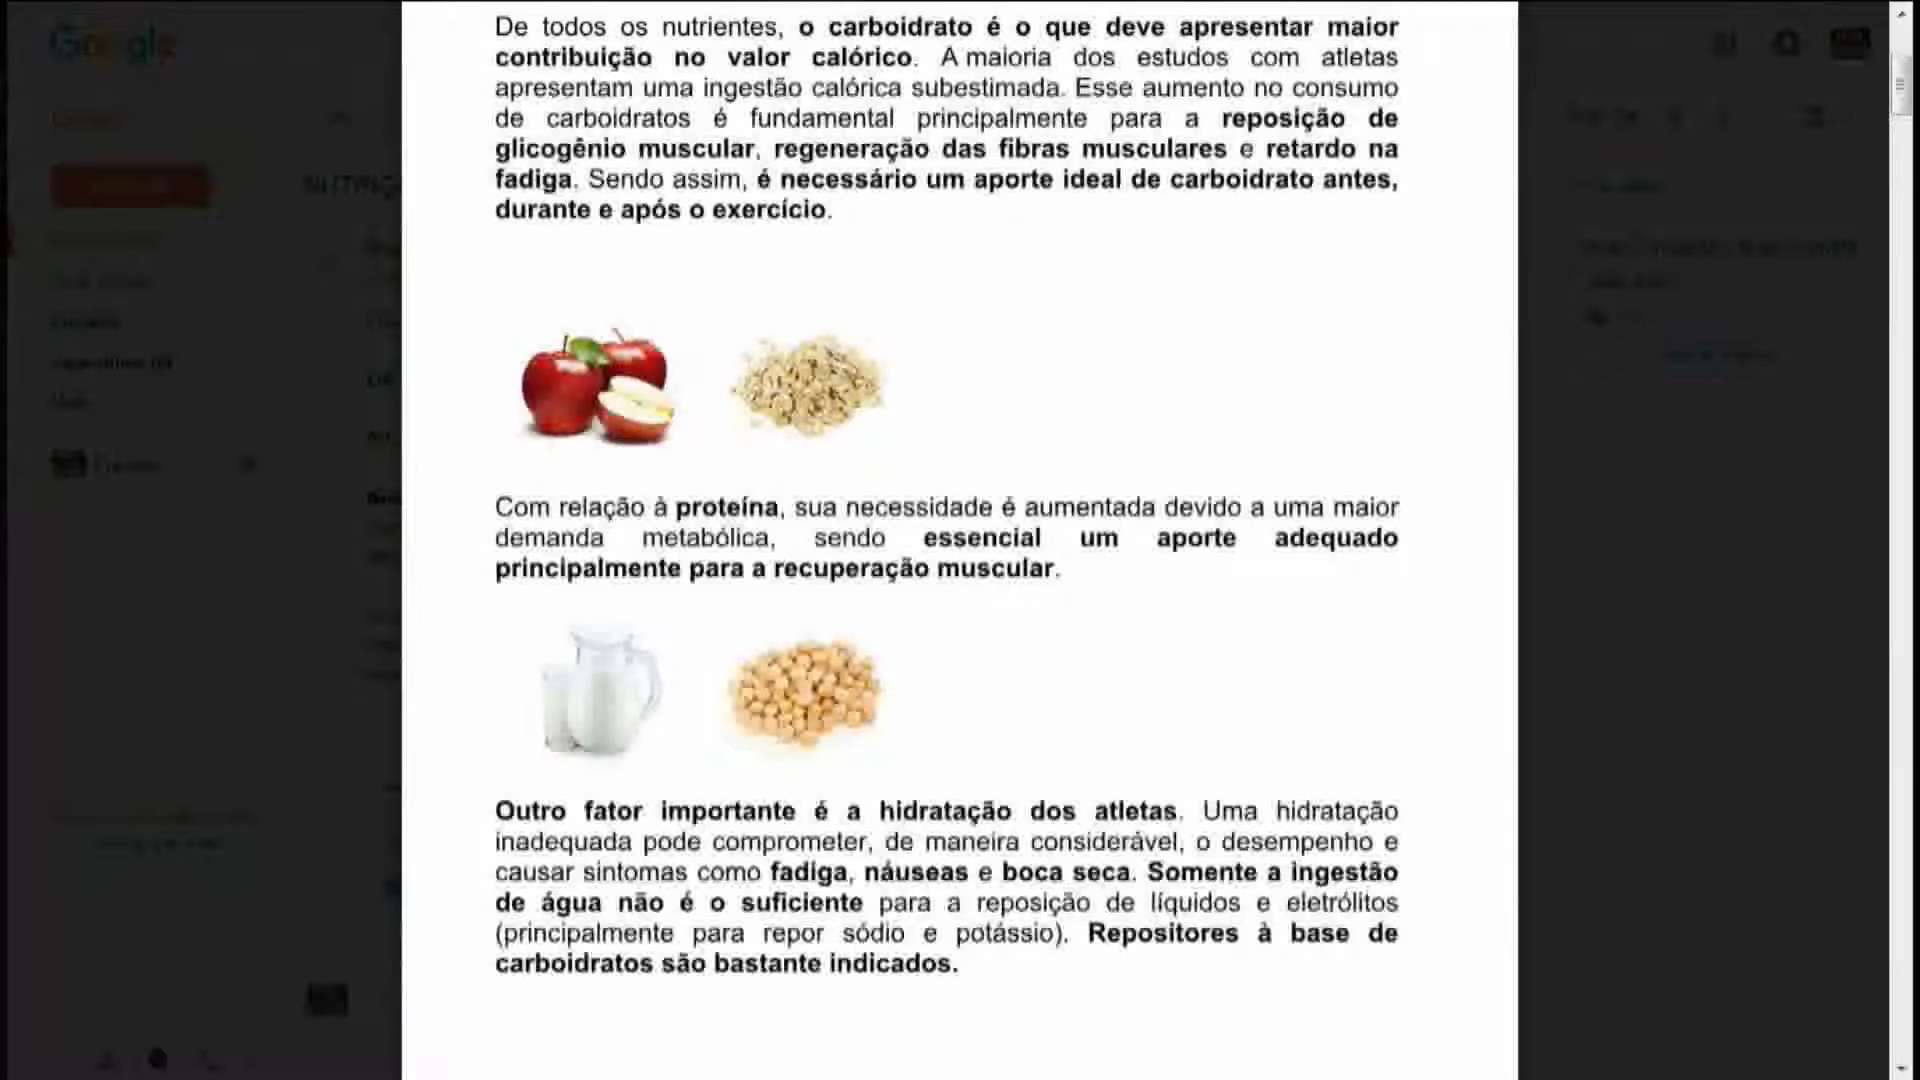 Google
De todos os nutrientes, o carboidrato é o que deve apresentar maior
contribuição no valor calórico. A maioria dos estudos com atletas
apresentam uma ingestão calórica subestimada. Esse aumento no consumo
de carboidratos é fundamental principalmente para a reposição de
glicogênio muscular, regeneração das fibras musculares e retardo na
fadiga. Sendo assim, é necessário um aporte ideal de carboidrato antes,
durante e após o exercício.
Com relação à proteína, sua necessidade é aumentada devido a uma maior
demanda metabólica, sendo essencial um aporte adequado
principalmente para a recuperação muscular.
Outro fator importante é a hidratação dos atletas. Uma hidratação
inadequada pode comprometer, de maneira considerável, o desempenho e
causar sintomas como fadiga, náuseas e boca seca. Somente a ingestão
de água não é o suficiente para a reposição de líquidos e eletrólitos
(principalmente para repor sódio e potássio). Repositores à base de
carboidratos são bastante indicados.